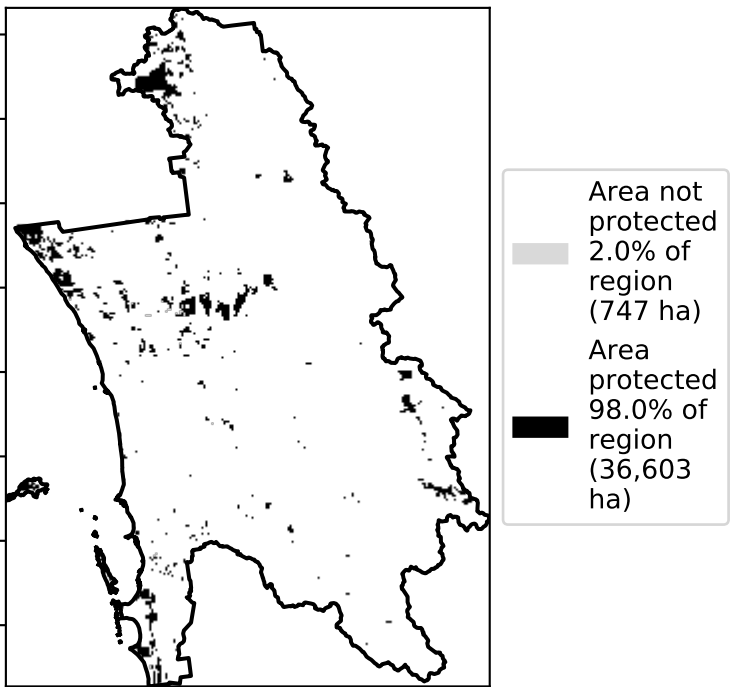 Area not
protected
2.0% of
region
(747 ha)
Area
protected
98.0% of
region
(36,603
ha)